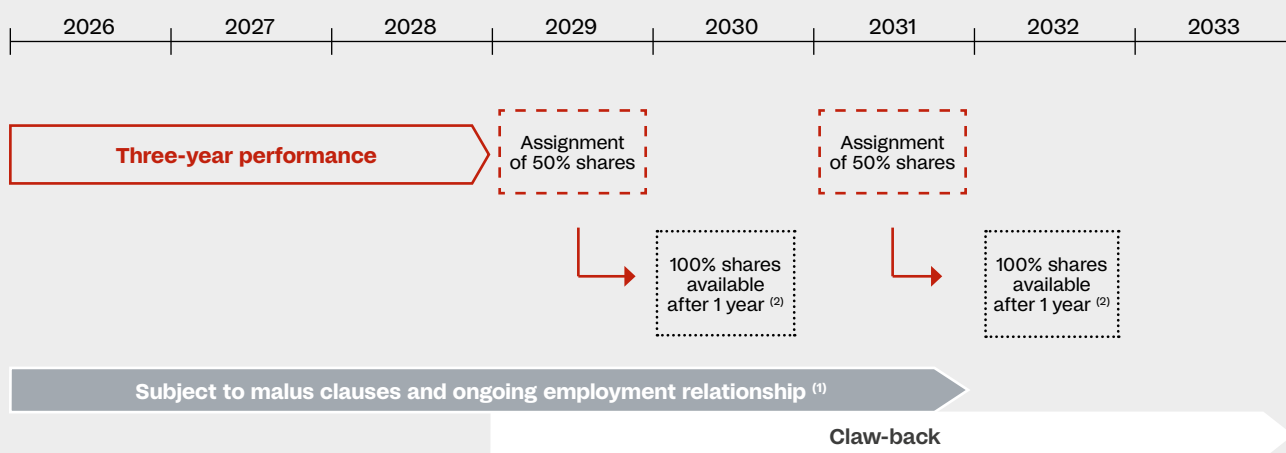 2026 2027 2028 2029 2030 2031 2032 2033
Three-year performance
Assignment
of 50% shares
Assignment
of 50% shares
100% shares
available
after 1 year (2)
100% shares
available
after 1 year (2)
Subject to malus clauses and ongoing employment relationship (1)
Claw-back